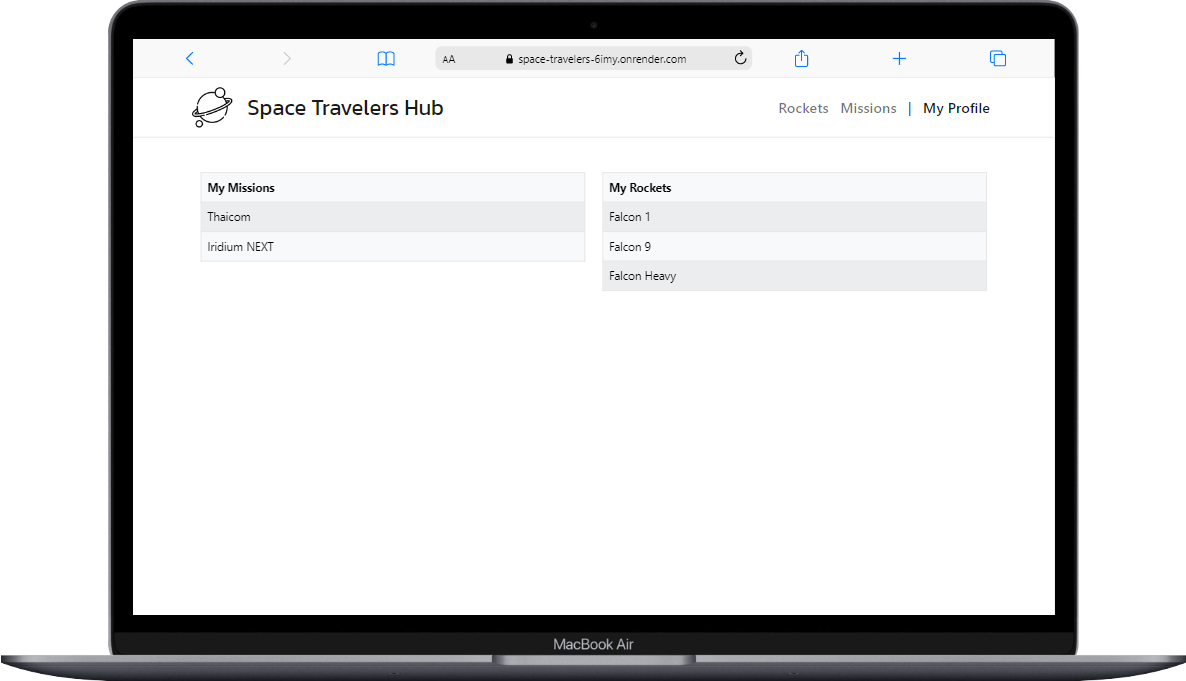 AA space-travelers-6imy.onrender.com
Space Travelers Hub
Rockets Missions | My Profile
My Missions
Thaicom
Iridium NEXT
My Rockets
Falcon 1
Falcon 9
Falcon Heavy
MacBook Air